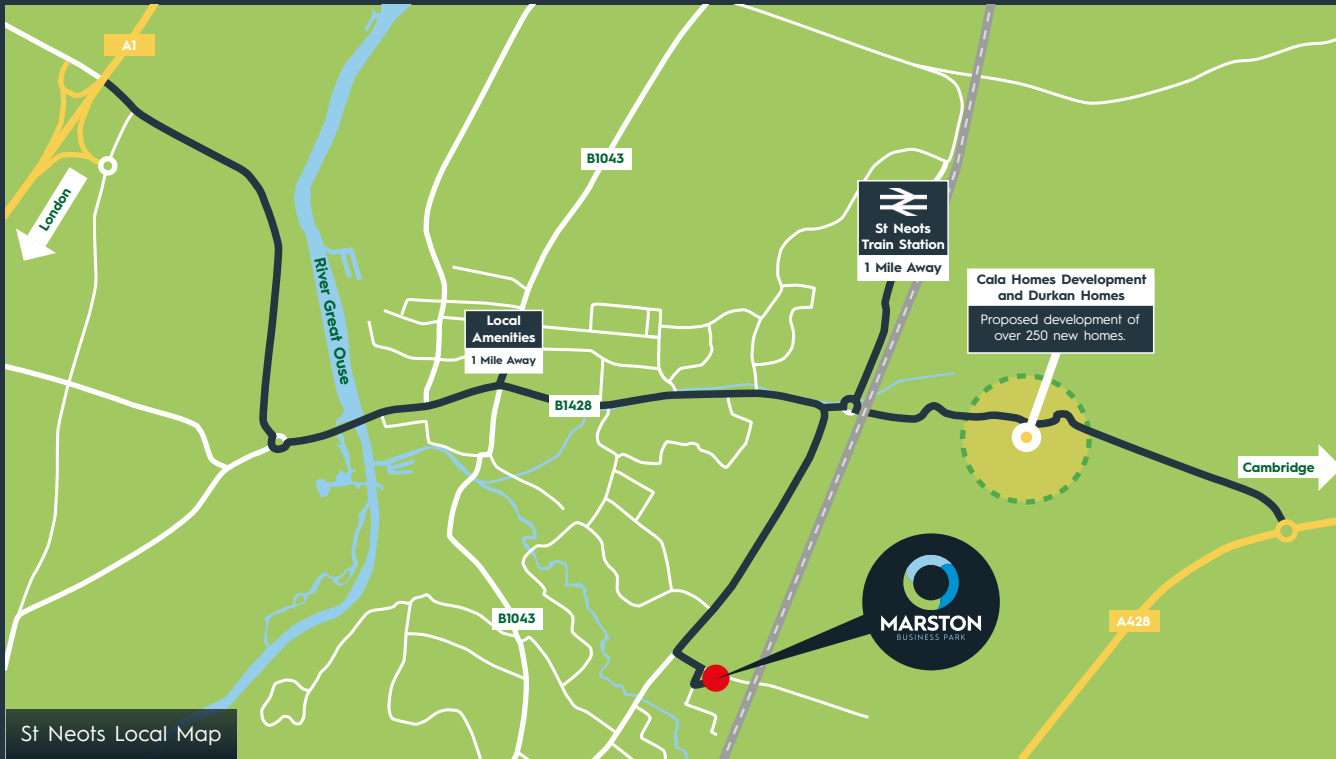 A1
London
River Great Ouse
B1043
St Neots
Train Station
1 Mile Away
Cala Homes Development
and Durkan Homes
Proposed development of
over 250 new homes.
Local
Amenities
1 Mile Away
B1428
Cambridge
MARSTON
BUSINESS PARK
B1043
A428
St Neots Local Map